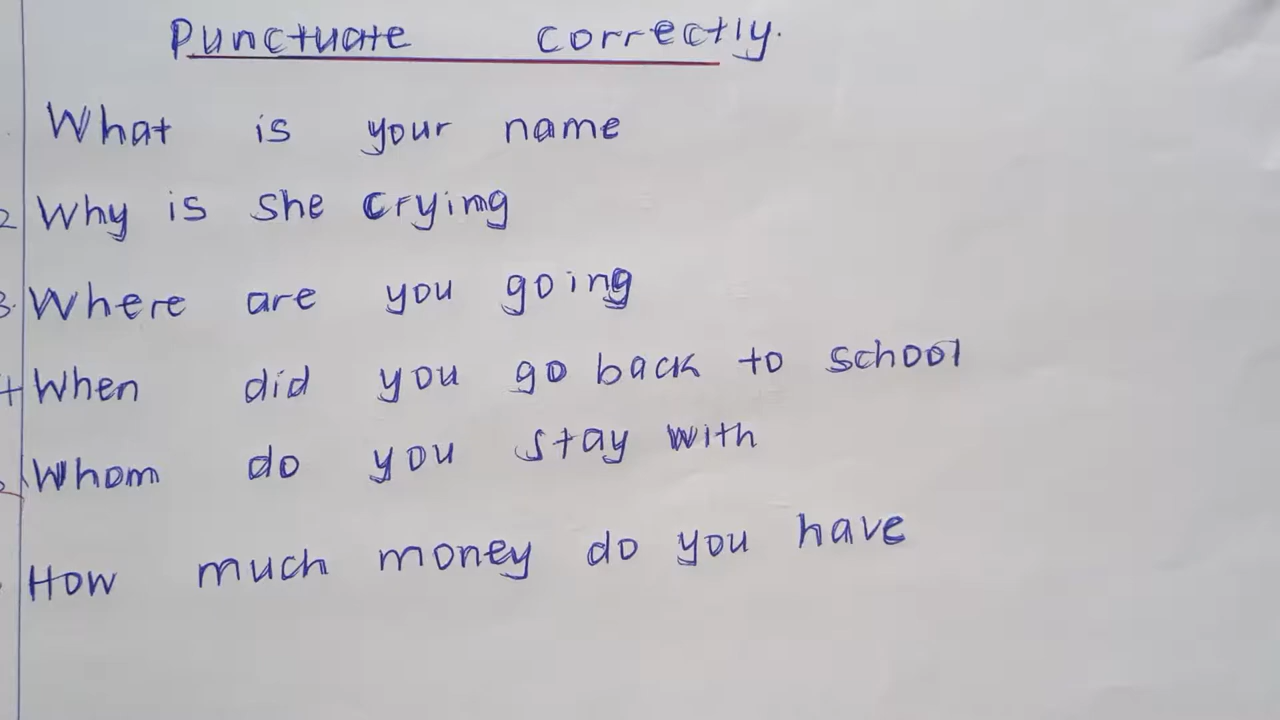 Punctuate correctly.
What is your name
2 Why is she crying
3. Where are you going
When did you go back to school
Whom do you stay with
How much money do you have